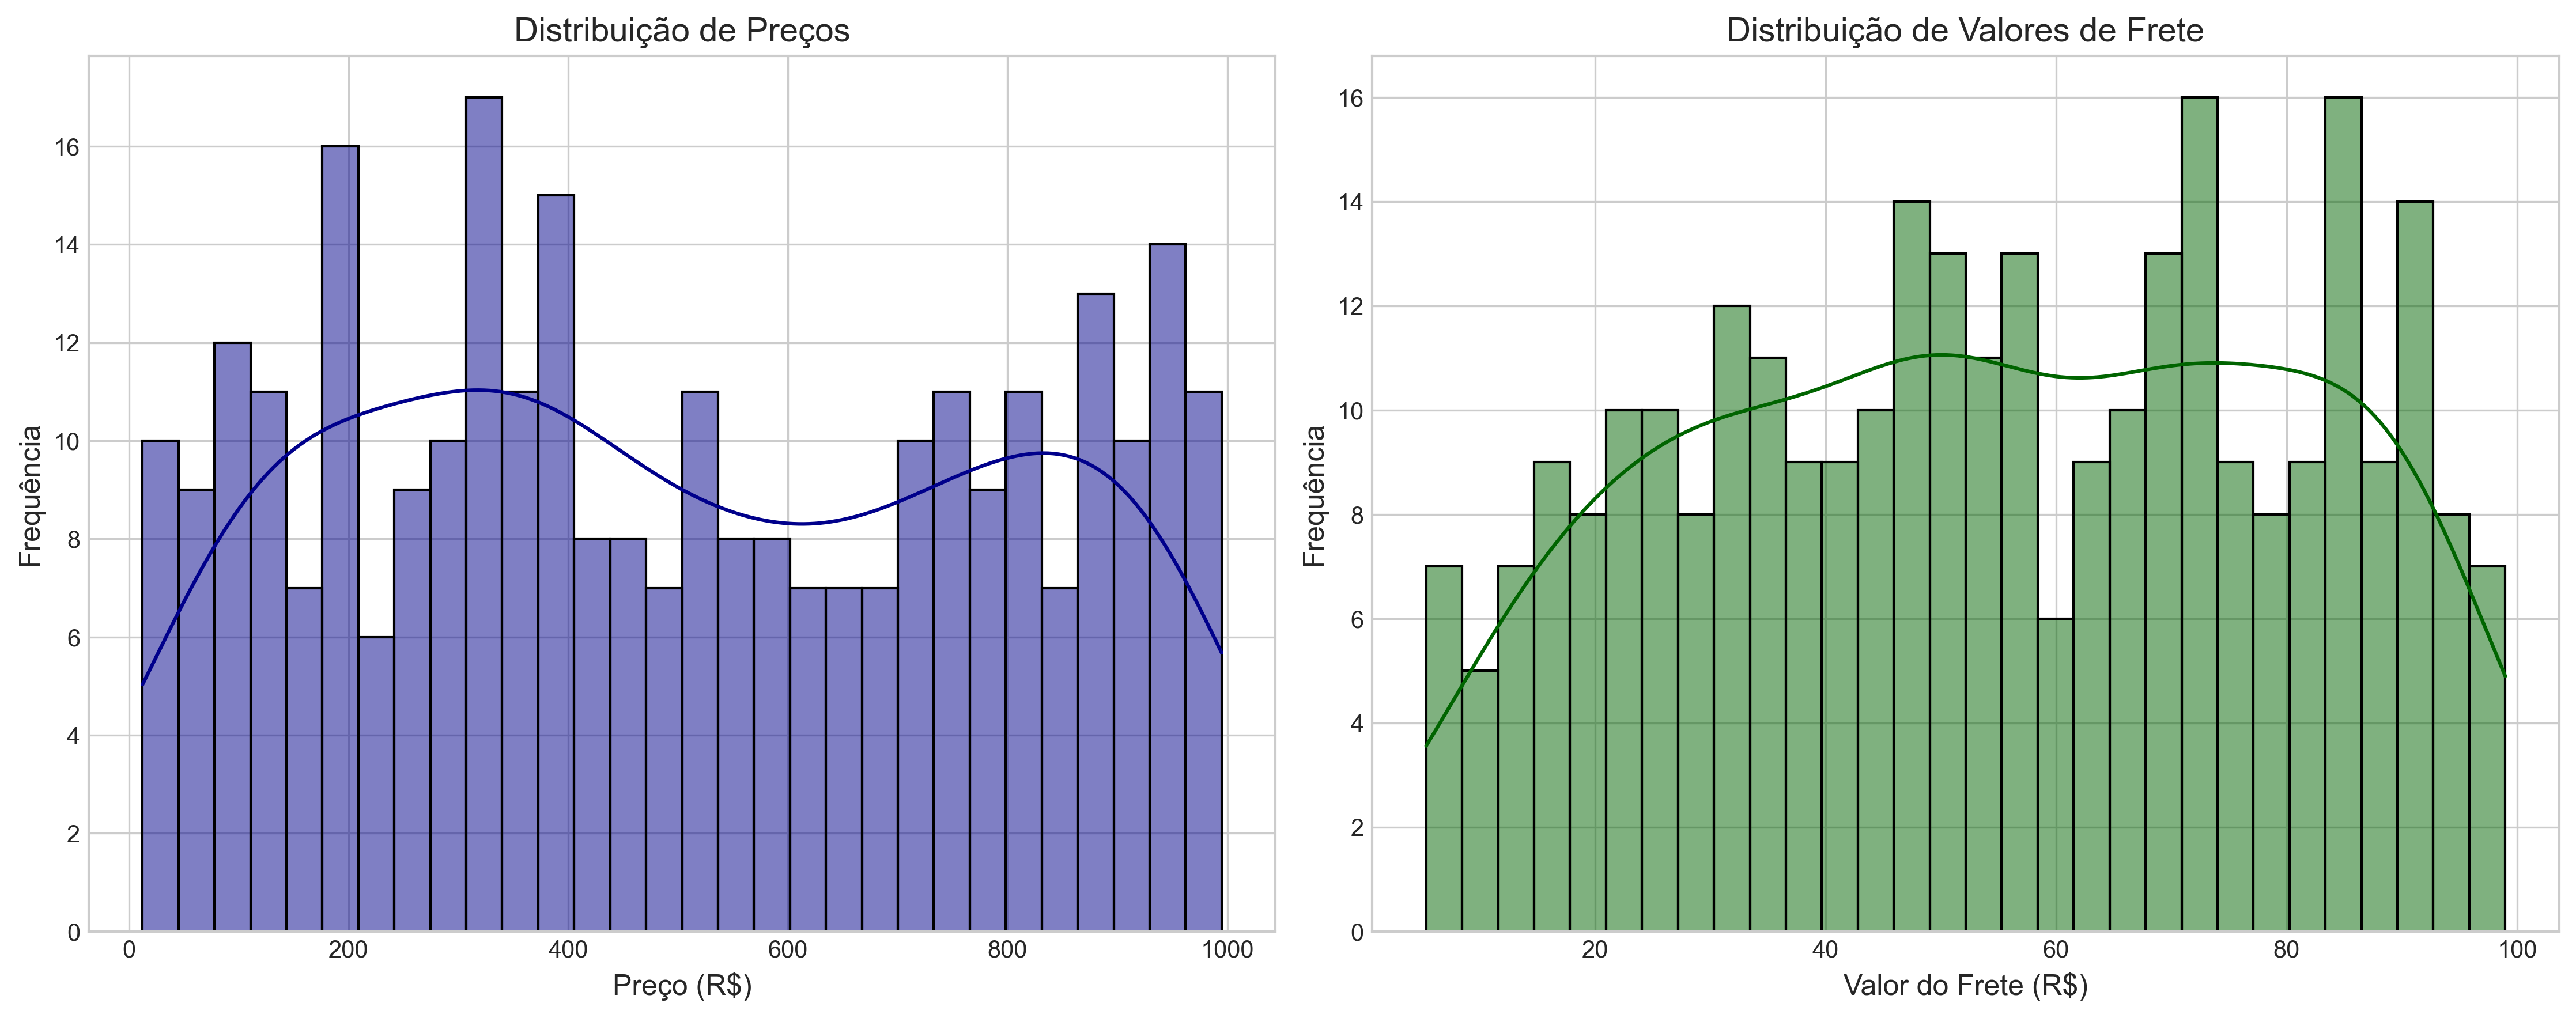 Distribuição de Preços
Frequência
16
14
12
10
8
6
4
2
0
0 200 400 600 800 1000
Preço (R$)
Distribuição de Valores de Frete
Frequência
16
14
12
10
8
6
4
2
0
20 40 60 80 100
Valor do Frete (R$)